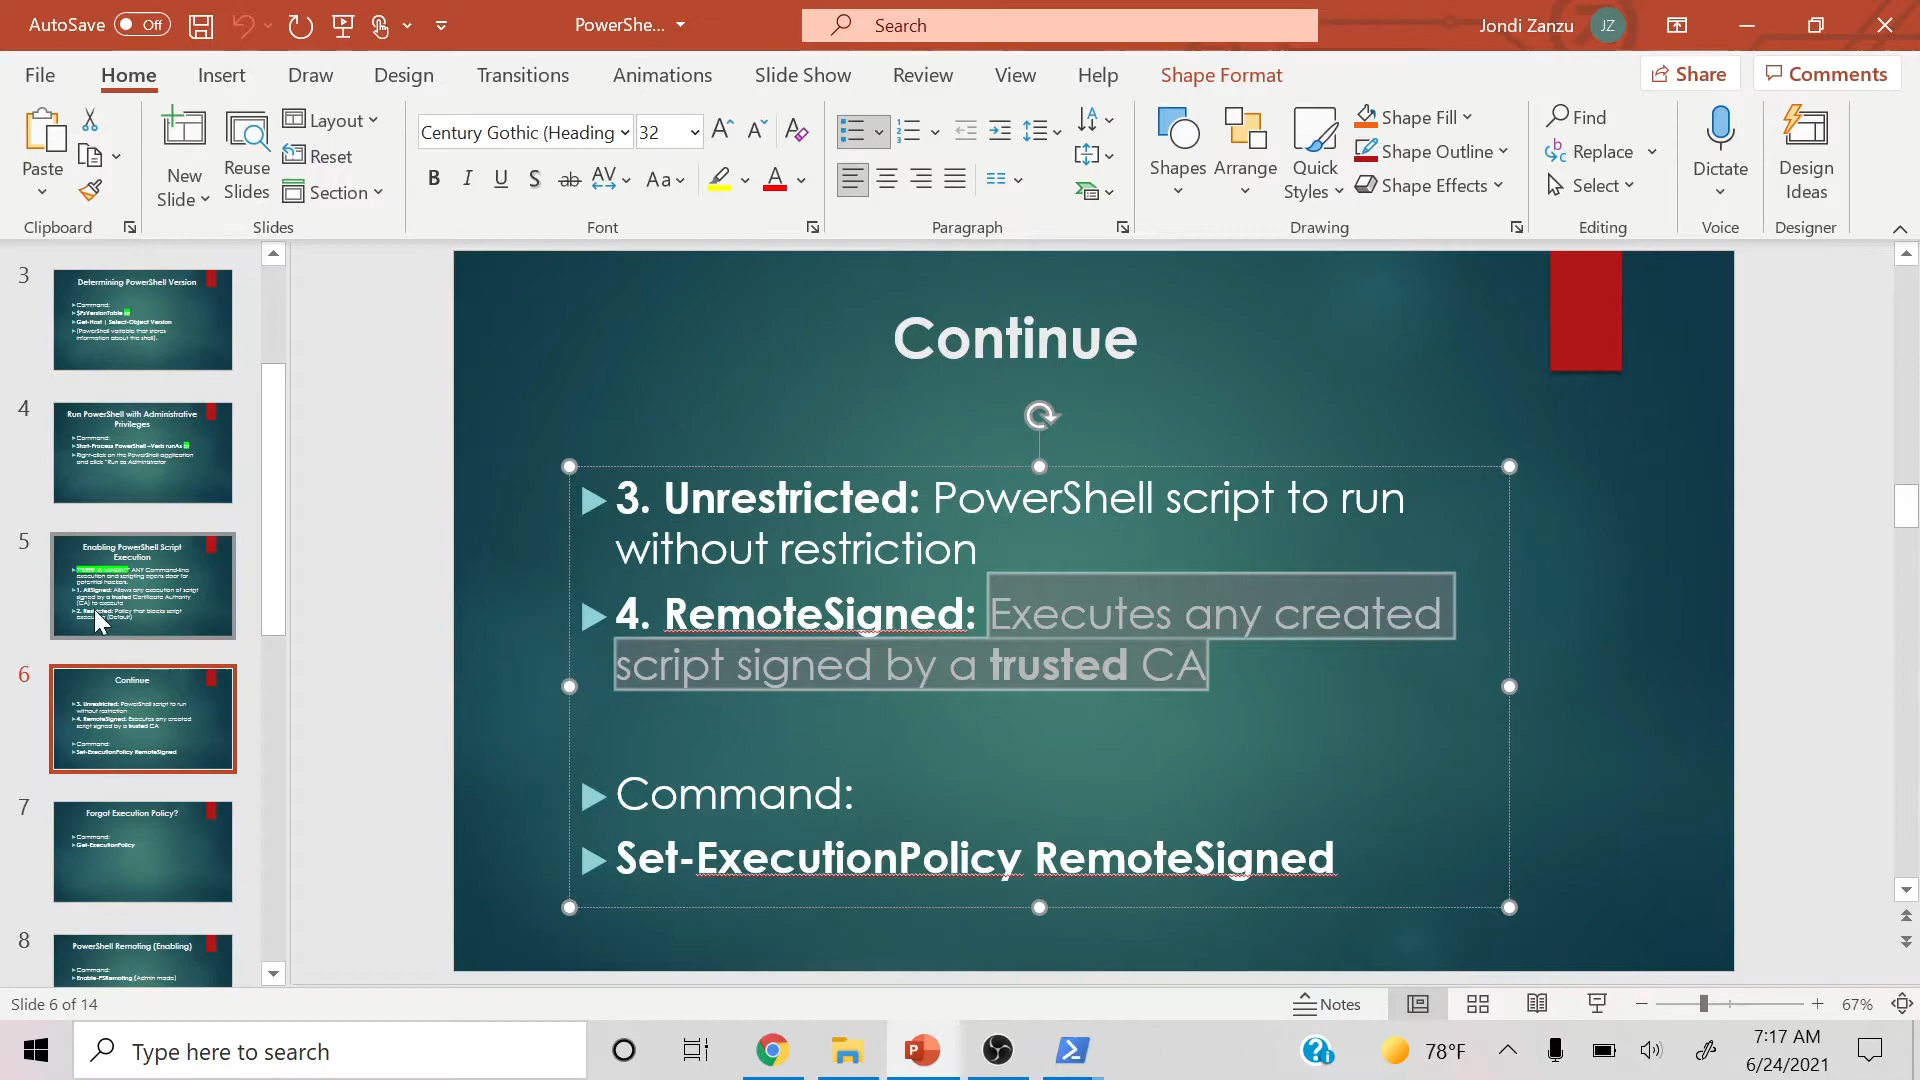 AutoSave Off
PowerShe...
Search
Jondi Zanzu JZ
File Home Insert Draw Design Transitions Animations Slide Show Review View Help Shape Format
Share Comments
Paste
New Slide
Reuse Slides
Layout
Reset
Section
Century Gothic (Heading 32
B I U S ab AV Aa A
Shapes
Arrange
Quick Styles
Shape Fill
Shape Outline
Shape Effects
Find
Replace
Select
Dictate
Design Ideas
Clipboard Slides Font Paragraph Drawing Editing Voice Designer
3
Determining PowerShell Version
Command:
$PsVersionTable
Get-Host | Select-Object Version
(PowerShell variable that stores
information about the shell).
4
Run PowerShell with Administrative
Privileges
Command:
Start-Process PowerShell –Verb runAs
Right-click on the PowerShell application
and click "Run as Administrator
5
Enabling PowerShell Script
Execution
ANY Command-line
execution and scripting opens door for
potential hackers.
1. AllSigned: Allows any execution of script
signed by a trusted Certificate Authority
(CA) to execute
Policy that blocks script
(Default)
6
Continue
3. Unrestricted: PowerShell script to run
without restriction
4. RemoteSigned: Executes any created
script signed by a trusted CA
Command:
Set-ExecutionPolicy RemoteSigned
7
Forgot Execution Policy?
Command:
Get-ExecutionPolicy
8
PowerShell Remoting (Enabling)
Command:
Enable-PSRemoting (Admin mode)
Continue
3. Unrestricted: PowerShell script to run
without restriction
4. RemoteSigned: Executes any created
script signed by a trusted CA
Command:
Set-ExecutionPolicy RemoteSigned
Slide 6 of 14
Notes
67%
Type here to search
78°F
7:17 AM
6/24/2021